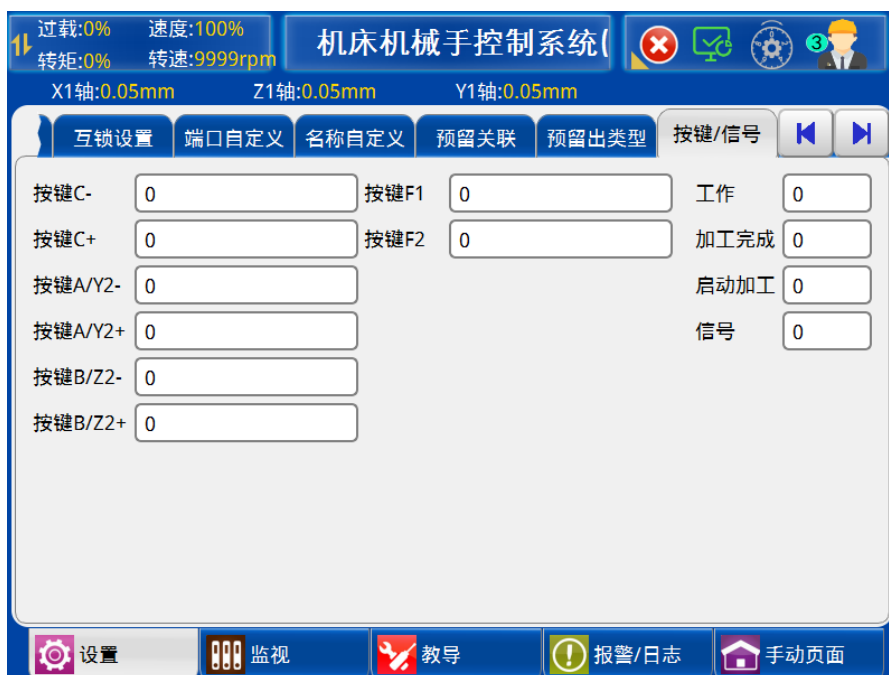 过载:0% 速度:100%
机床机械手控制系统(
3
转矩:0% 转速:9999rpm
X1轴:0.05mm Z1轴:0.05mm Y1轴:0.05mm
互锁设置 端口自定义 名称自定义 预留关联 预留出类型 按键/信号
按键C- 0 按键F1 0 工作 0
按键C+ 0 按键F2 0 加工完成 0
按键A/Y2- 0 启动加工 0
按键A/Y2+ 0 信号 0
按键B/Z2- 0
按键B/Z2+ 0
设置 监视 教导 报警/日志 手动页面